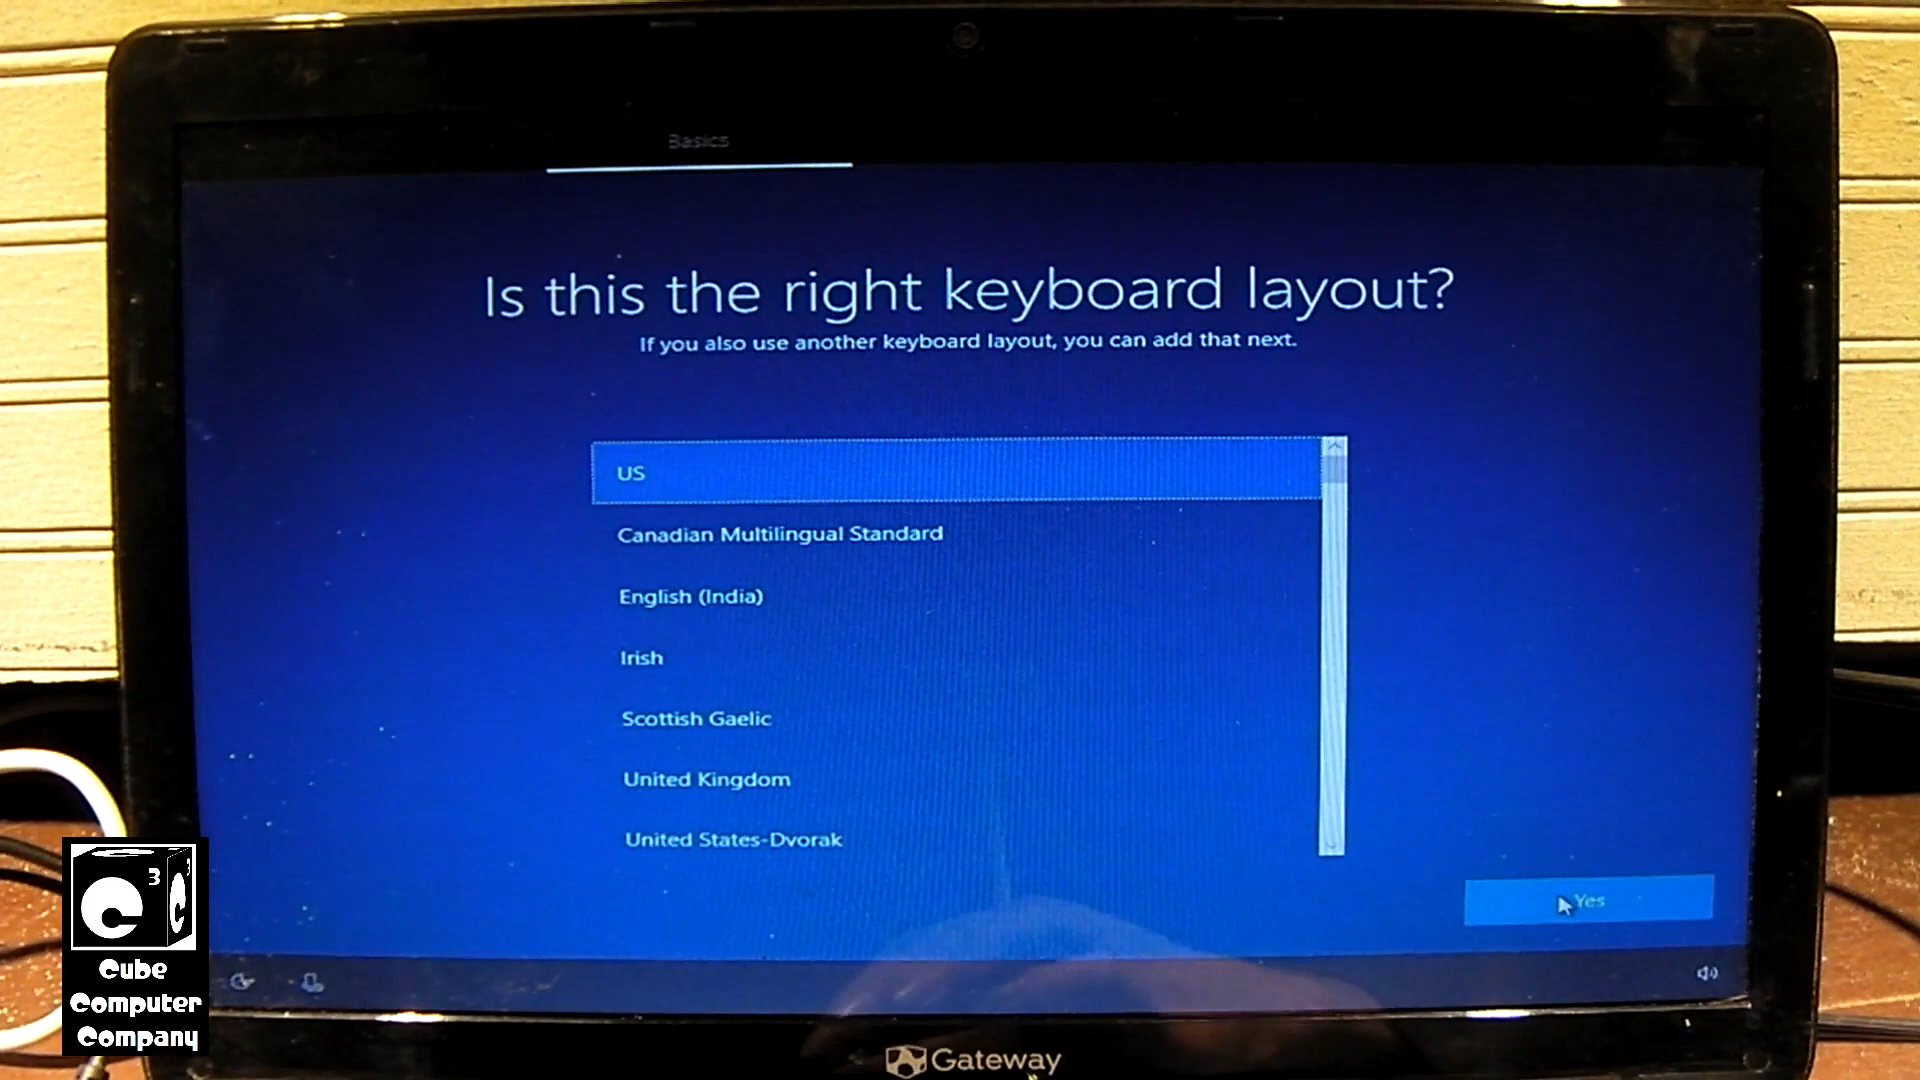 Basics
Is this the right keyboard layout?
If you also use another keyboard layout, you can add that next.
US
Canadian Multilingual Standard
English (India)
Irish
Scottish Gaelic
United Kingdom
United States-Dvorak
Yes
C3 C3
Cube
Computer
Company
Gateway